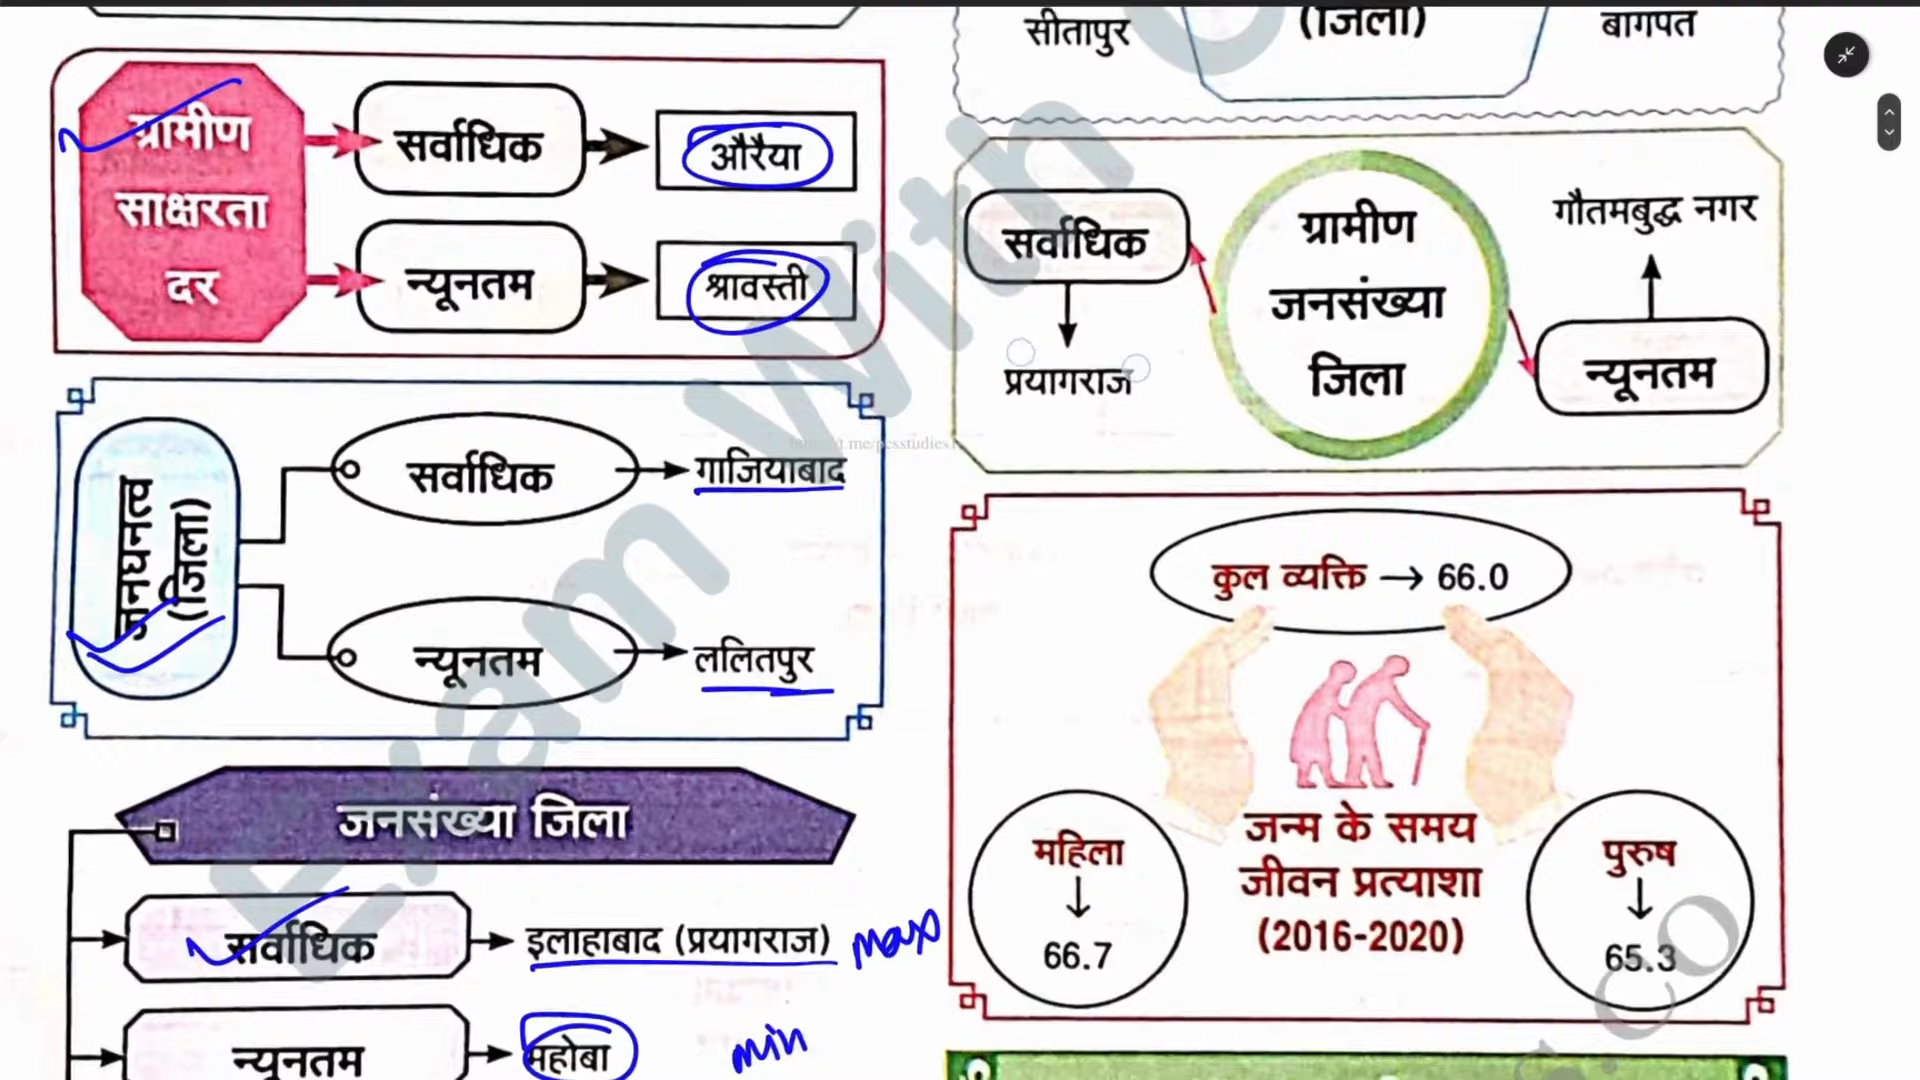 सीतापुर
(जिला)
बागपत
ग्रामीण
साक्षरता
दर
सर्वाधिक
औरैया
न्यूनतम
श्रावस्ती
सर्वाधिक
प्रयागराज
ग्रामीण
जनसंख्या
जिला
गौतमबुद्ध नगर
न्यूनतम
जनघनत्व
(जिला)
सर्वाधिक
गाजियाबाद
न्यूनतम
ललितपुर
कुल व्यक्ति → 66.0
जन्म के समय
जीवन प्रत्याशा
(2016-2020)
महिला
↓
66.7
पुरुष
↓
65.3
जनसंख्या जिला
सर्वाधिक
इलाहाबाद (प्रयागराज)
max
न्यूनतम
महोबा
min
Exam With